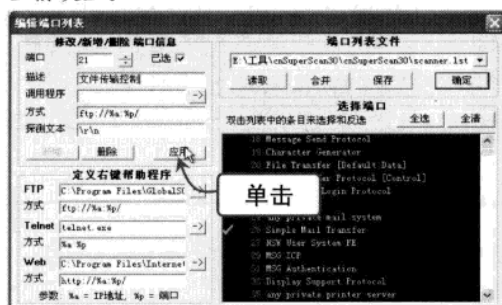 编辑端口列表
修改/新增/删除 端口信息
端口 21 已选
描述 文件传输控制
调用程序 ->
方式 ftp://%a:%p/
探测文本 \r\n
删除 应用
定义右键帮助程序
FTP C:\Program Files\GlobalS
方式 ftp://%a:%p/
Telnet telnet.exe ->
方式 %a %p
Web C:\Program Files\Internet ->
方式 http://%a:%p/
参数: %a = IP地址, %p = 端口
端口列表文件
E:\工具\cnSuperScan30\cnSuperScan30\scanner.lst
读取 合并 保存 确定
选择端口
双击列表中的条目来选择和反选 全选 全清
18 Message Send Protocol
19 Character Generator
20 File Transfer [Default Data]
Protocol [Control]
Login Protocol
单击
any private mail system
25 Simple Mail Transfer
27 NSW User System FE
29 MSG ICP
31 MSG Authentication
33 Display Support Protocol
35 any private printer server